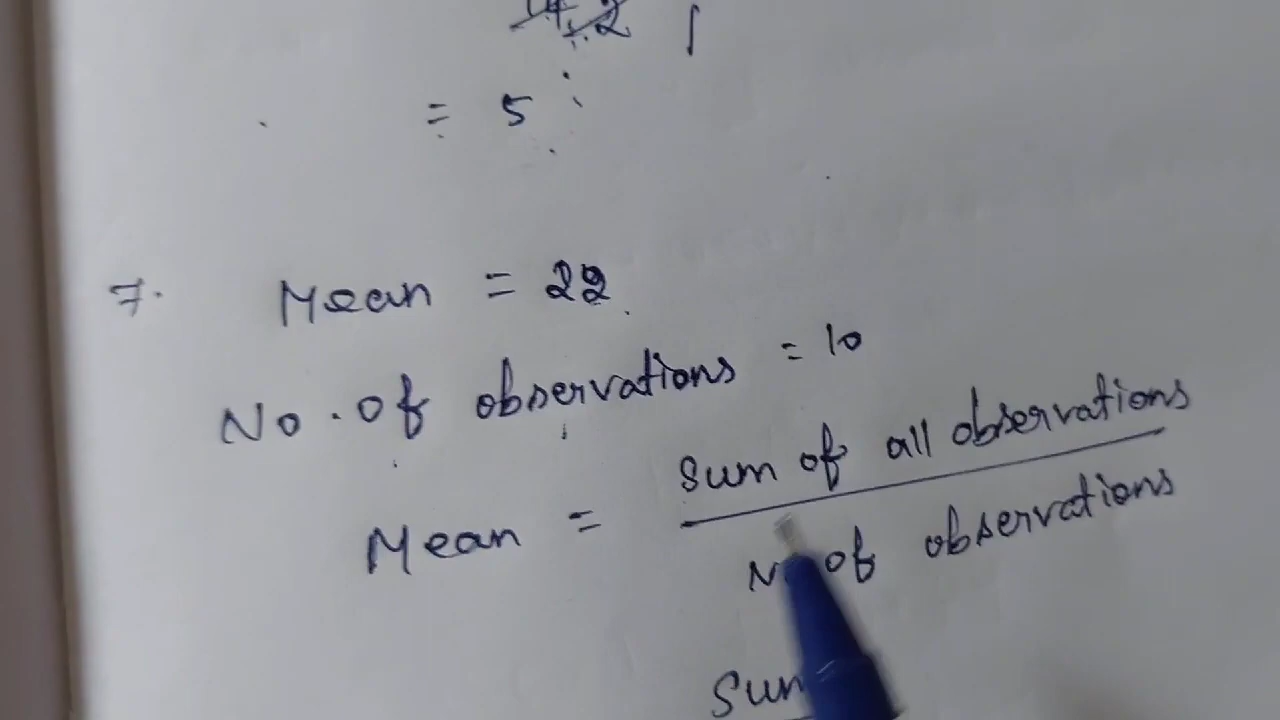 = 5
7. Mean = 22
No. of observations = 10
Mean = Sum of all observations
of observations